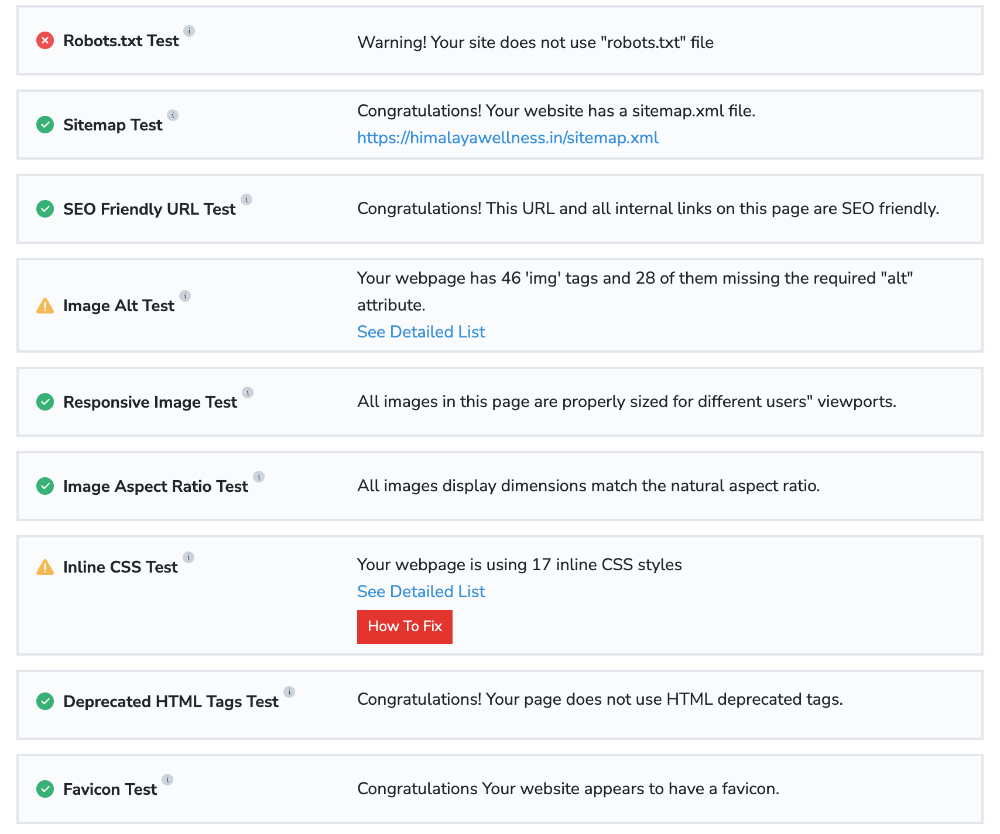 Robots.txt Test i
Warning! Your site does not use "robots.txt" file
Sitemap Test i
Congratulations! Your website has a sitemap.xml file.
https://himalayawellness.in/sitemap.xml
SEO Friendly URL Test i
Congratulations! This URL and all internal links on this page are SEO friendly.
Image Alt Test i
Your webpage has 46 'img' tags and 28 of them missing the required "alt"
attribute.
See Detailed List
Responsive Image Test i
All images in this page are properly sized for different users" viewports.
Image Aspect Ratio Test i
All images display dimensions match the natural aspect ratio.
Inline CSS Test i
Your webpage is using 17 inline CSS styles
See Detailed List
How To Fix
Deprecated HTML Tags Test i
Congratulations! Your page does not use HTML deprecated tags.
Favicon Test i
Congratulations Your website appears to have a favicon.